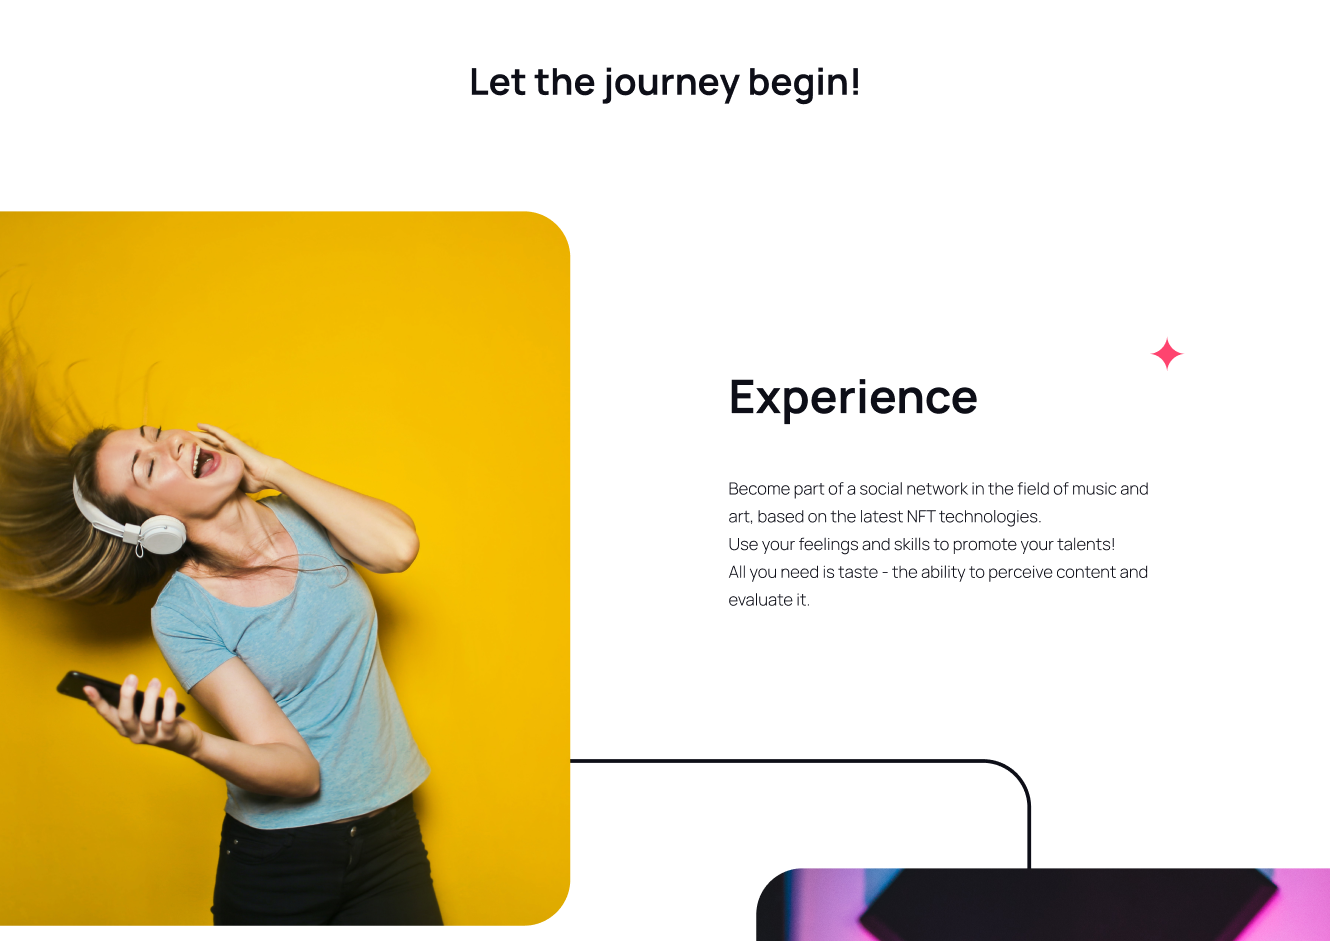 Let the journey begin!
Experience
Become part of a social network in the field of music and
art, based on the latest NFT technologies.
Use your feelings and skills to promote your talents!
All you need is taste - the ability to perceive content and
evaluate it.